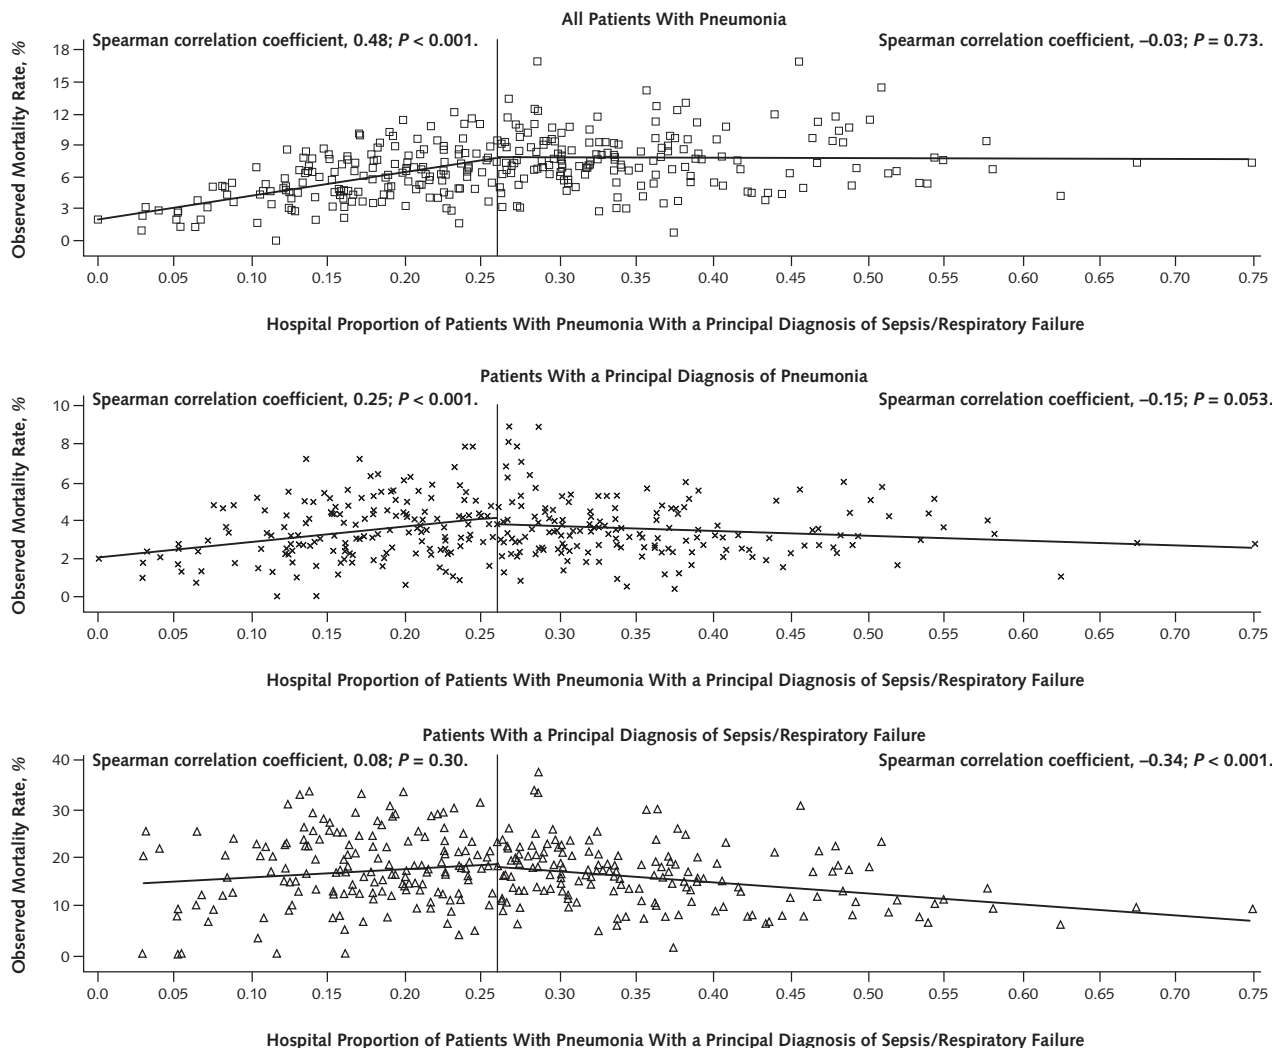 All Patients With Pneumonia
Spearman correlation coefficient, 0.48; P < 0.001.
Spearman correlation coefficient, –0.03; P = 0.73.
Observed Mortality Rate, %
18
15
12
9
6
3
0
0.0 0.05 0.10 0.15 0.20 0.25 0.30 0.35 0.40 0.45 0.50 0.55 0.60 0.65 0.70 0.75
Hospital Proportion of Patients With Pneumonia With a Principal Diagnosis of Sepsis/Respiratory Failure
Patients With a Principal Diagnosis of Pneumonia
Spearman correlation coefficient, 0.25; P < 0.001.
Spearman correlation coefficient, –0.15; P = 0.053.
Observed Mortality Rate, %
10
8
6
4
2
0
0.0 0.05 0.10 0.15 0.20 0.25 0.30 0.35 0.40 0.45 0.50 0.55 0.60 0.65 0.70 0.75
Hospital Proportion of Patients With Pneumonia With a Principal Diagnosis of Sepsis/Respiratory Failure
Patients With a Principal Diagnosis of Sepsis/Respiratory Failure
Spearman correlation coefficient, 0.08; P = 0.30.
Spearman correlation coefficient, –0.34; P < 0.001.
Observed Mortality Rate, %
40
30
20
10
0
0.0 0.05 0.10 0.15 0.20 0.25 0.30 0.35 0.40 0.45 0.50 0.55 0.60 0.65 0.70 0.75
Hospital Proportion of Patients With Pneumonia With a Principal Diagnosis of Sepsis/Respiratory Failure